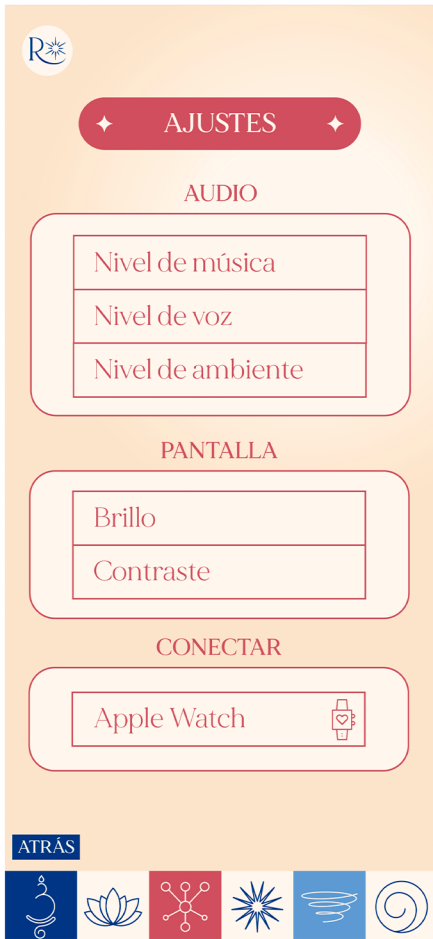 R
AJUSTES
AUDIO
Nivel de música
Nivel de voz
Nivel de ambiente
PANTALLA
Brillo
Contraste
CONECTAR
Apple Watch
ATRÁS